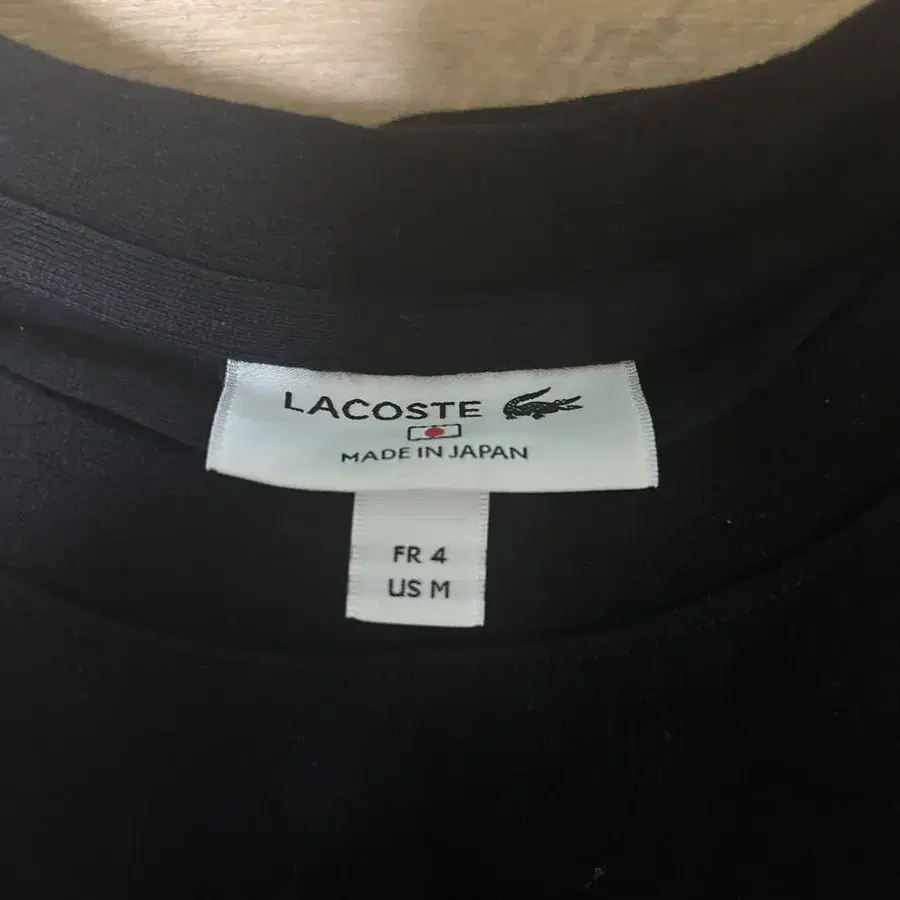 LACOSTE
MADE IN JAPAN
FR 4
US M